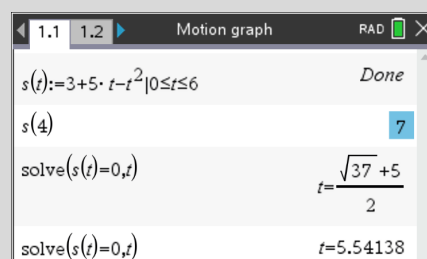 1.1 1.2 Motion graph RAD
s(t):=3+5·t−t²|0≤t≤6 Done
s(4) 7
solve(s(t)=0,t) t=(√37+5)/2
solve(s(t)=0,t) t=5.54138